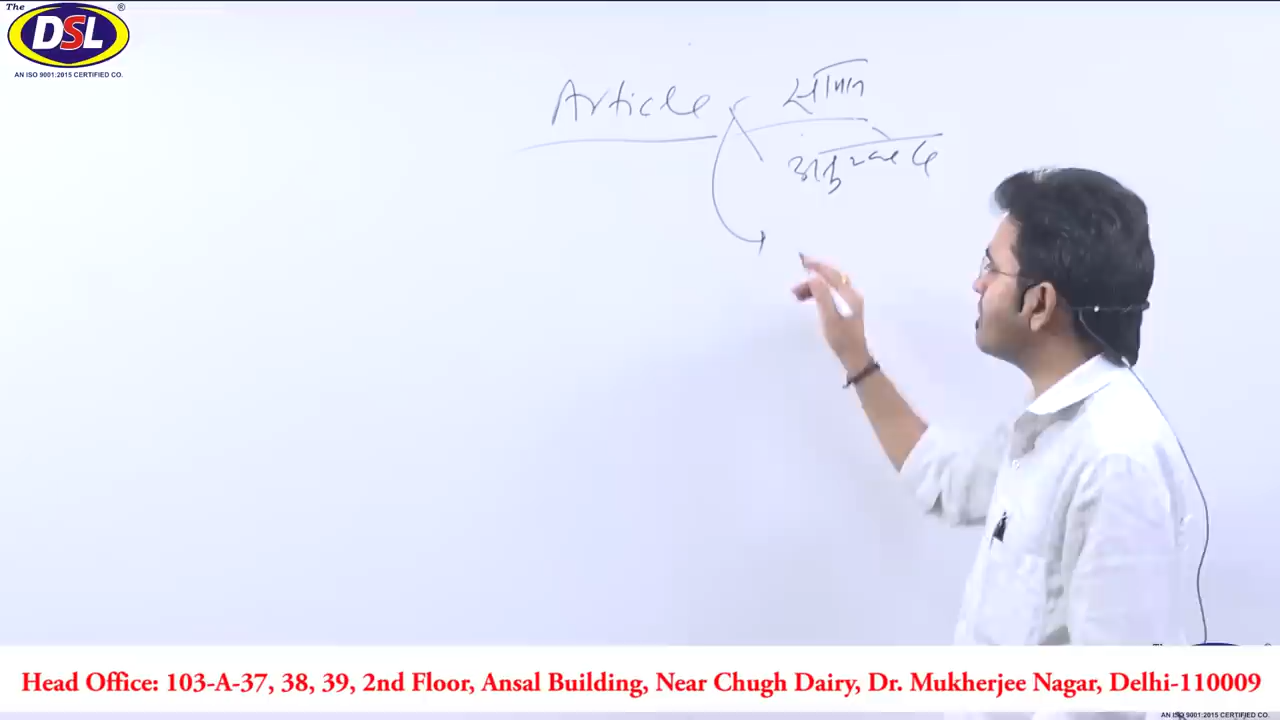 The
DSL
®
AN ISO 9001:2015 CERTIFIED CO.
Article
सामान
अनुच्छेद
Head Office: 103-A-37, 38, 39, 2nd Floor, Ansal Building, Near Chugh Dairy, Dr. Mukherjee Nagar, Delhi-110009
AN ISO 9001:2015 CERTIFIED CO.